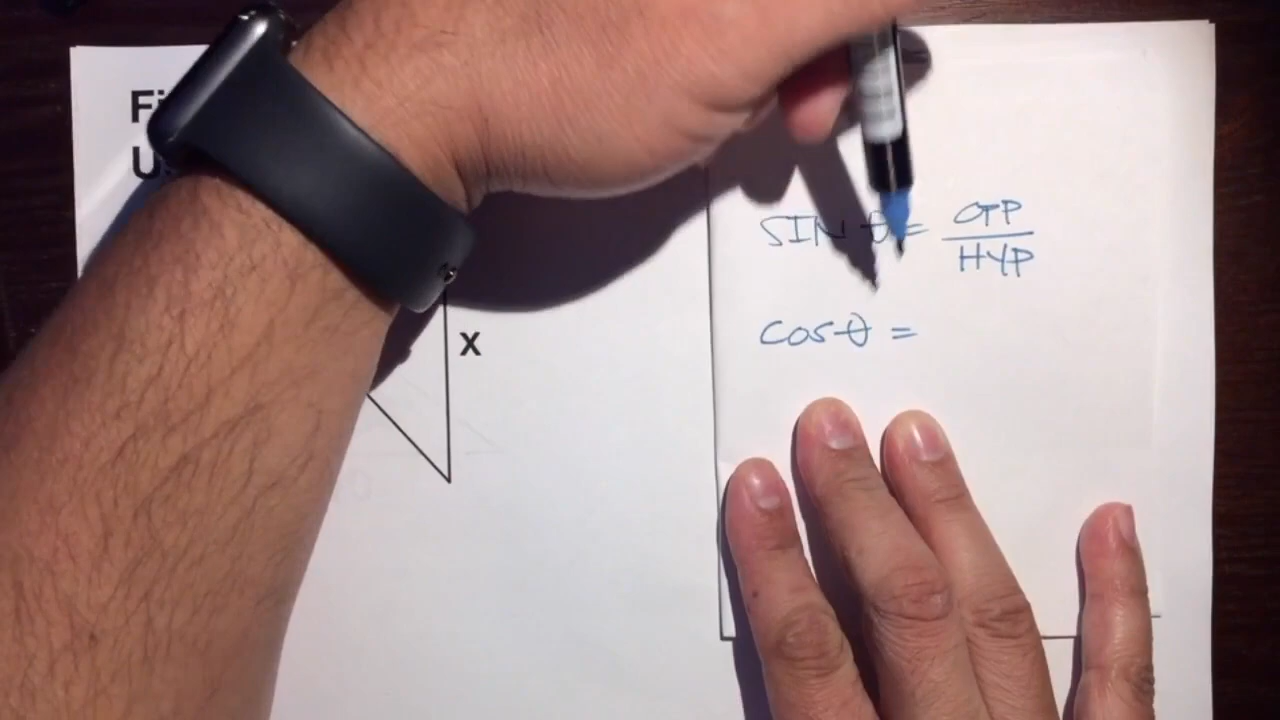 X
SIN θ = OPP
HYP
COS θ =